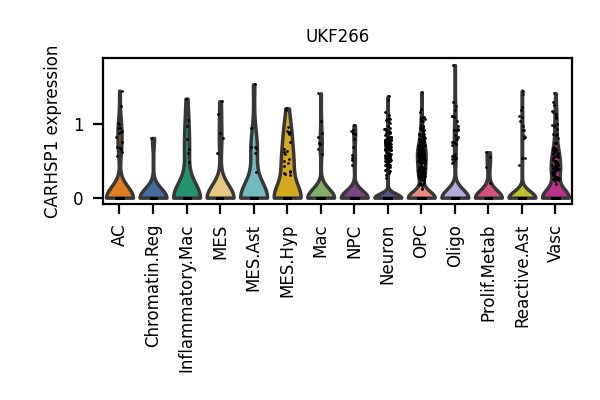 UKF266
CARHSP1 expression
1
0
AC
Chromatin.Reg
Inflammatory.Mac
MES
MES.Ast
MES.Hyp
Mac
NPC
Neuron
OPC
Oligo
Prolif.Metab
Reactive.Ast
Vasc